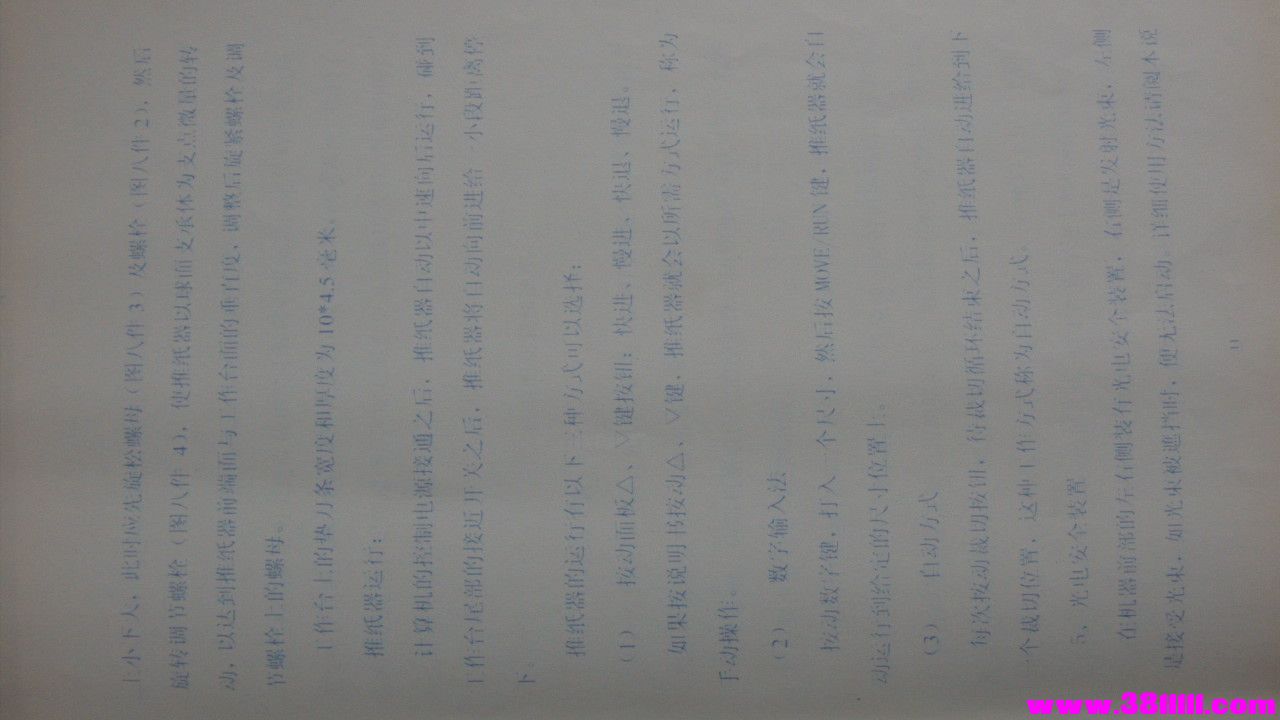 上小下大，此时应先旋松螺母（图八件 3）及螺栓（图八件 2），然后
旋转调节螺栓（图八件 4），使推纸器以球面支承体为支点微量的转
动，以达到推纸器前端面与工作台面的垂直度，调整后旋紧螺栓及调
节螺栓上的螺母。
工作台上的垫刀条宽度和厚度为 10*4.5 毫米。
推纸器运行：
计算机的控制电源接通之后，推纸器自动以中速向后运行，碰到
工作台尾部的接近开关之后，推纸器将自动向前进给一小段距离停
下。
推纸器的运行有以下三种方式可以选择：
（1） 按动面板△、▽键按钮：快进、慢进、快退、慢退。
如果按说明书按动△、▽键，推纸器就会以所需方式运行，称为
手动操作。
（2） 数字输入法
按动数字键，打入一个尺寸，然后按 MOVE/RUN 键，推纸器就会自
动运行到给定的尺寸位置上。
（3） 自动方式
每次按动裁切按钮，待裁切循环结束之后，推纸器自动进给到下
一个裁切位置，这种工作方式称为自动方式。
5、光电安全装置
在机器前部的左右侧装有光电安全装置，右侧是发射光束，左侧
是接受光束，如光束被遮挡时，便无法启动。详细使用方法请阅本说
11